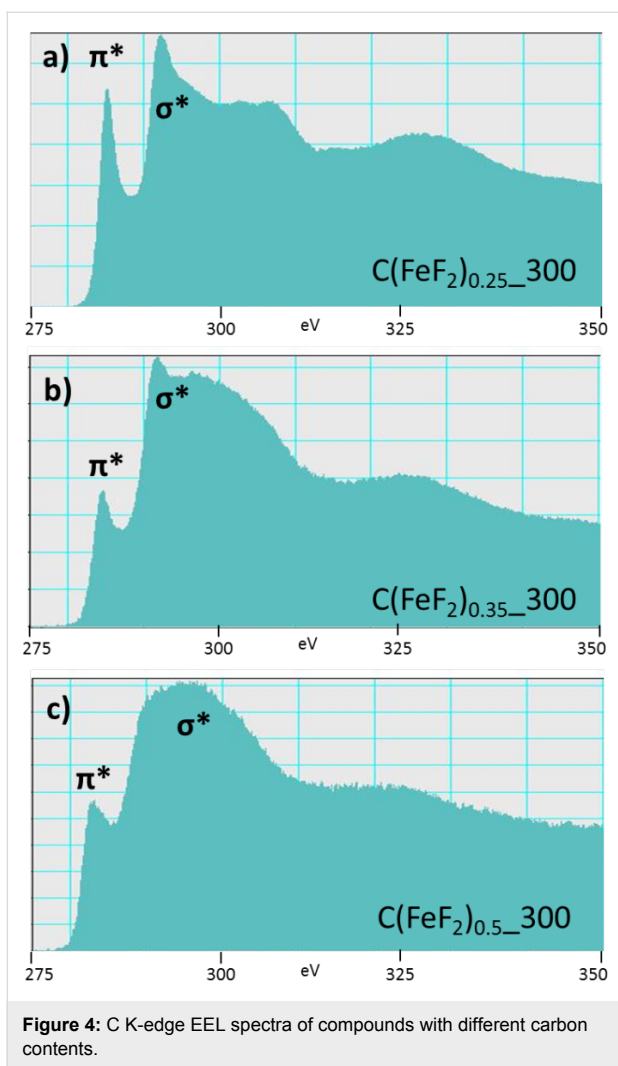 a) π*
σ*
C(FeF₂)₀.₂₅_300
275 300 eV 325 350
b)
σ*
π*
C(FeF₂)₀.₃₅_300
275 300 eV 325 350
c)
σ*
π*
C(FeF₂)₀.₅_300
275 300 eV 325 350
Figure 4: C K-edge EEL spectra of compounds with different carbon
contents.